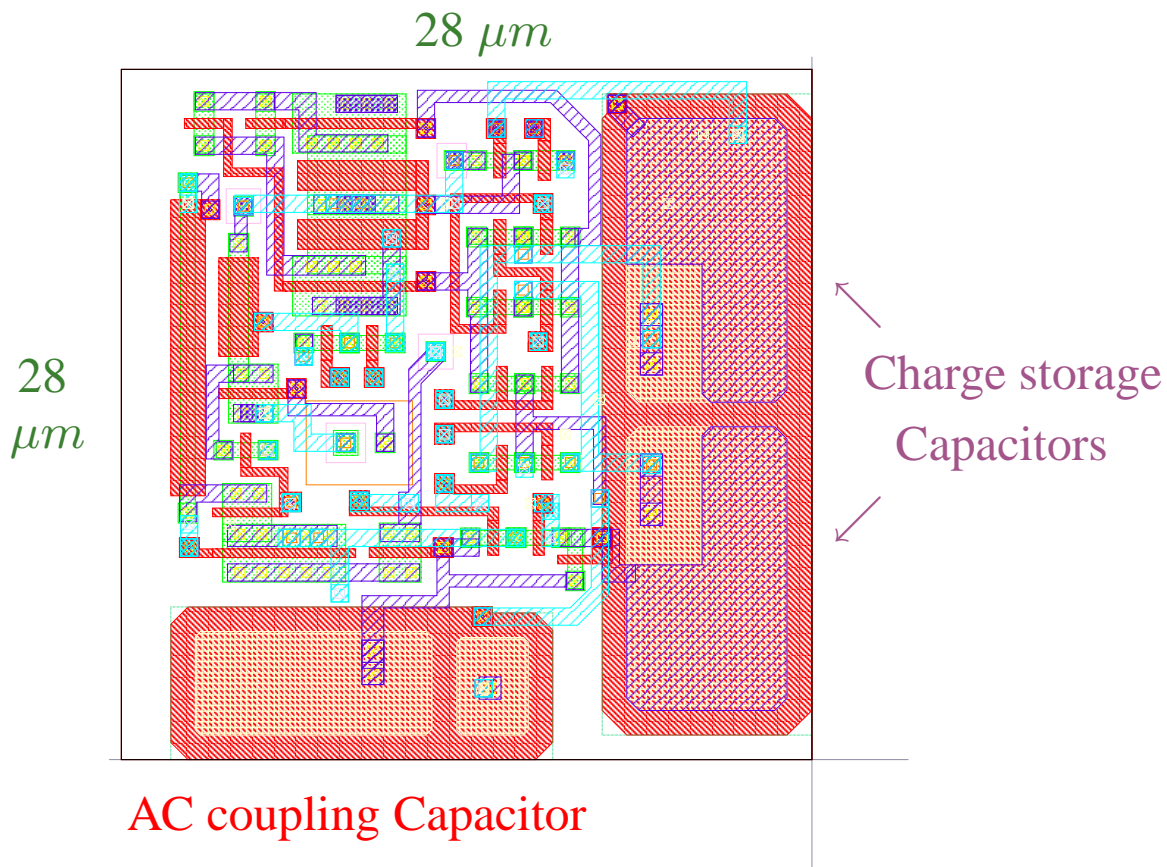 28 μm
28
μm
Charge storage
Capacitors
AC coupling Capacitor